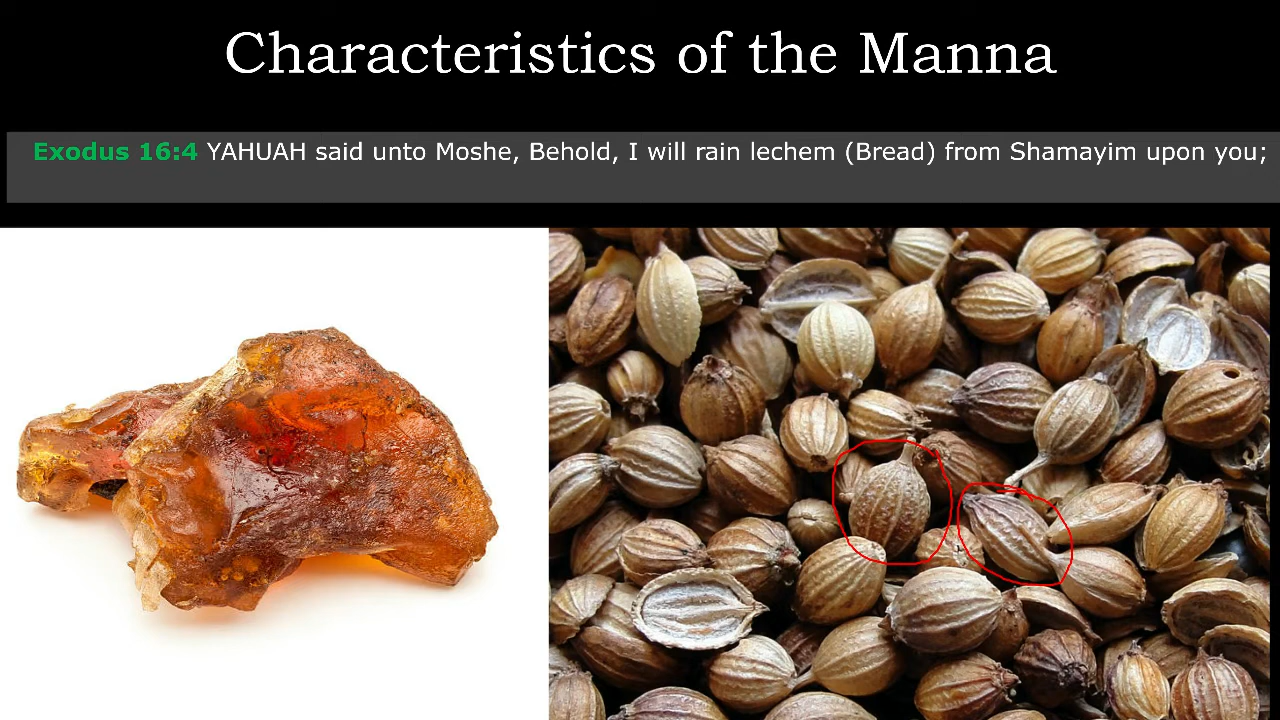 Characteristics of the Manna
Exodus 16:4 YAHUAH said unto Moshe, Behold, I will rain lechem (Bread) from Shamayim upon you;